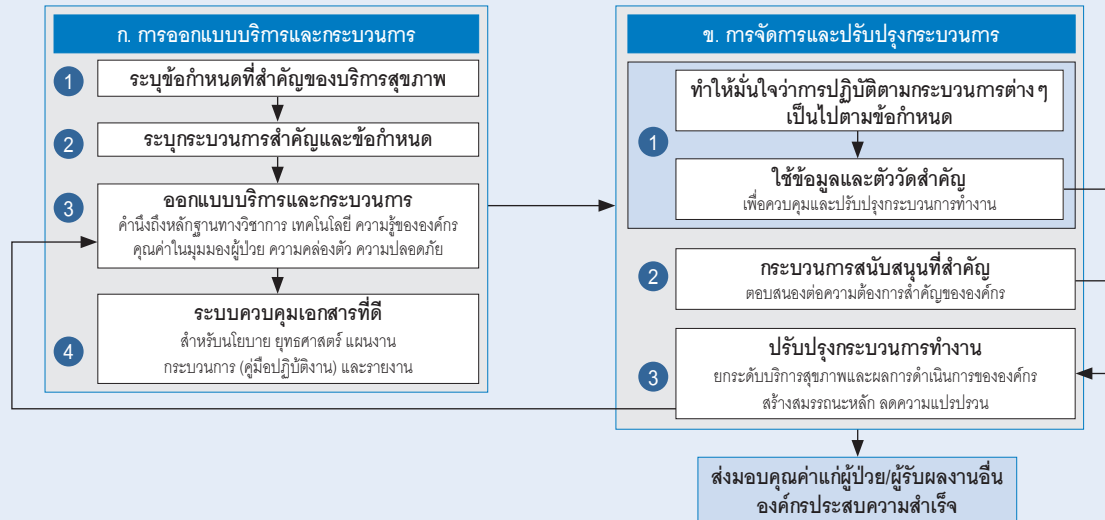 ก. การออกแบบบริการและกระบวนการ
1
ระบุข้อกำหนดที่สำคัญของบริการสุขภาพ
2
ระบุกระบวนการสำคัญและข้อกำหนด
3
ออกแบบบริการและกระบวนการ
คำนึงถึงหลักฐานทางวิชาการ เทคโนโลยี ความรู้ขององค์กร
คุณค่าในมุมมองผู้ป่วย ความคล่องตัว ความปลอดภัย
4
ระบบควบคุมเอกสารที่ดี
สำหรับนโยบาย ยุทธศาสตร์ แผนงาน
กระบวนการ (คู่มือปฏิบัติงาน) และรายงาน
ข. การจัดการและปรับปรุงกระบวนการ
1
ทำให้มั่นใจว่าการปฏิบัติตามกระบวนการต่างๆ
เป็นไปตามข้อกำหนด
ใช้ข้อมูลและตัววัดสำคัญ
เพื่อควบคุมและปรับปรุงกระบวนการทำงาน
2
กระบวนการสนับสนุนที่สำคัญ
ตอบสนองต่อความต้องการสำคัญขององค์กร
3
ปรับปรุงกระบวนการทำงาน
ยกระดับบริการสุขภาพและผลการดำเนินการขององค์กร
สร้างสมรรถนะหลัก ลดความแปรปรวน
ส่งมอบคุณค่าแก่ผู้ป่วย/ผู้รับผลงานอื่น
องค์กรประสบความสำเร็จ